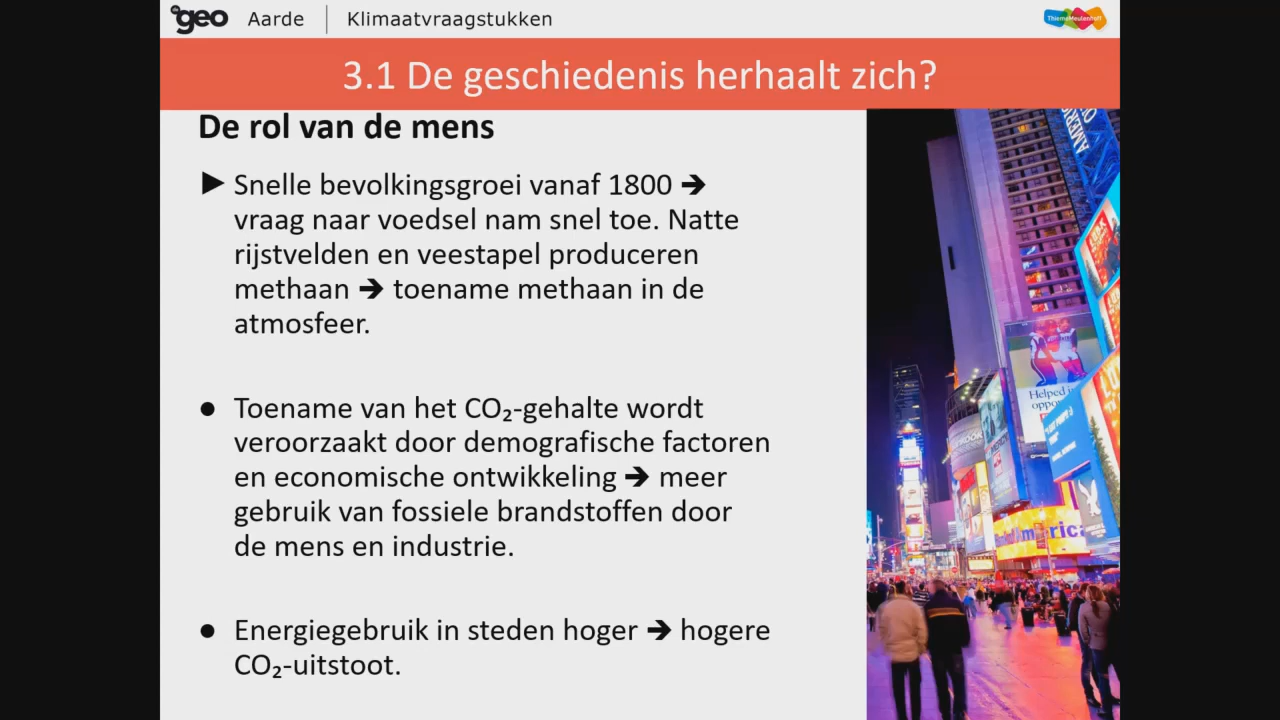 de geo Aarde Klimaatvraagstukken
ThiemeMeulenhoff
3.1 De geschiedenis herhaalt zich?
De rol van de mens
► Snelle bevolkingsgroei vanaf 1800 ➔
vraag naar voedsel nam snel toe. Natte
rijstvelden en veestapel produceren
methaan ➔ toename methaan in de
atmosfeer.
● Toename van het CO₂-gehalte wordt
veroorzaakt door demografische factoren
en economische ontwikkeling ➔ meer
gebruik van fossiele brandstoffen door
de mens en industrie.
● Energiegebruik in steden hoger ➔ hogere
CO₂-uitstoot.
Helped